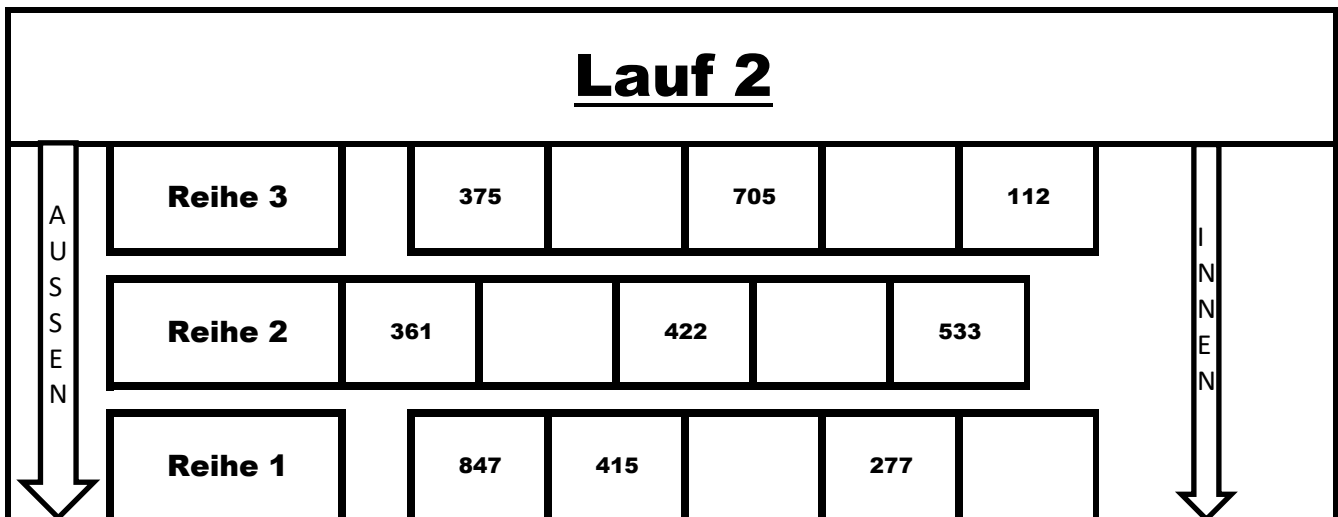 Lauf 2
AUSSEN
Reihe 3 375 705 112
Reihe 2 361 422 533
Reihe 1 847 415 277
INNEN